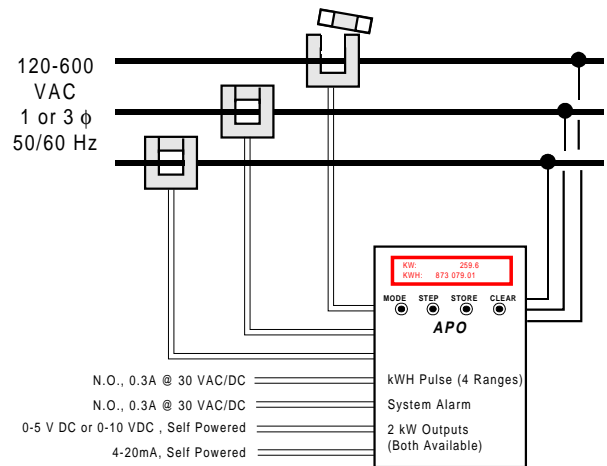 120-600
VAC
1 or 3 ϕ
50/60 Hz
KW: 259.6
KWH: 873 079.01
MODE STEP STORE CLEAR
APO
N.O., 0.3A @ 30 VAC/DC
kWH Pulse (4 Ranges)
N.O., 0.3A @ 30 VAC/DC
System Alarm
0-5 V DC or 0-10 VDC , Self Powered
2 kW Outputs
(Both Available)
4-20mA, Self Powered